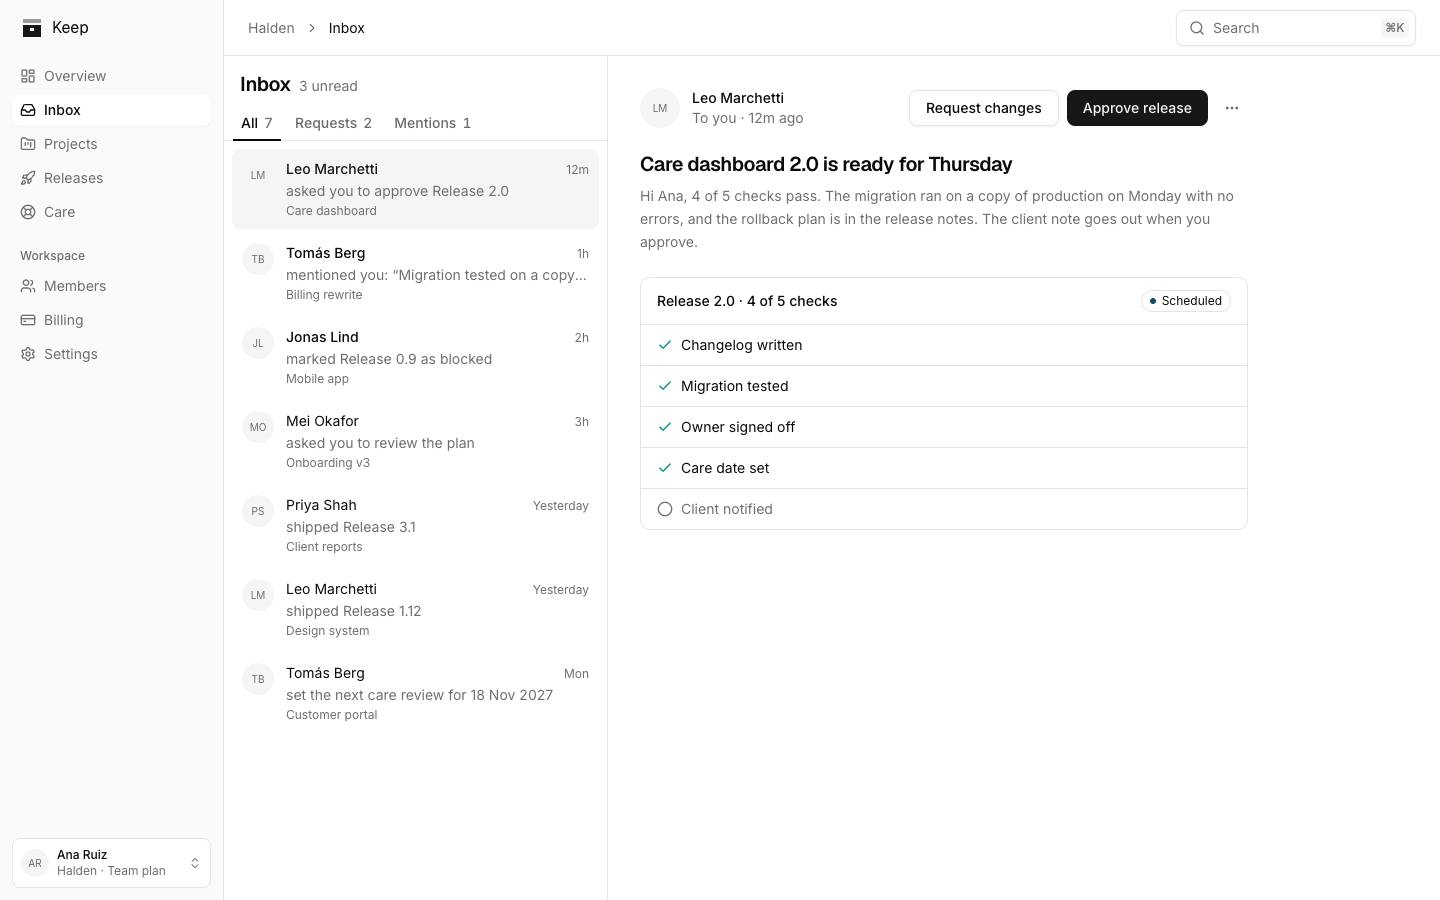 Keep
Overview
Inbox
Projects
Releases
Care
Workspace
Members
Billing
Settings
AR
Ana Ruiz
Halden · Team plan
Halden
Inbox
Search
⌘K
Inbox 3 unread
All 7
Requests 2
Mentions 1
LM
Leo Marchetti
12m
asked you to approve Release 2.0
Care dashboard
TB
Tomás Berg
1h
mentioned you: “Migration tested on a copy…
Billing rewrite
JL
Jonas Lind
2h
marked Release 0.9 as blocked
Mobile app
MO
Mei Okafor
3h
asked you to review the plan
Onboarding v3
PS
Priya Shah
Yesterday
shipped Release 3.1
Client reports
LM
Leo Marchetti
Yesterday
shipped Release 1.12
Design system
TB
Tomás Berg
Mon
set the next care review for 18 Nov 2027
Customer portal
LM
Leo Marchetti
To you · 12m ago
Request changes
Approve release
Care dashboard 2.0 is ready for Thursday
Hi Ana, 4 of 5 checks pass. The migration ran on a copy of production on Monday with no
errors, and the rollback plan is in the release notes. The client note goes out when you
approve.
Release 2.0 · 4 of 5 checks
Scheduled
Changelog written
Migration tested
Owner signed off
Care date set
Client notified